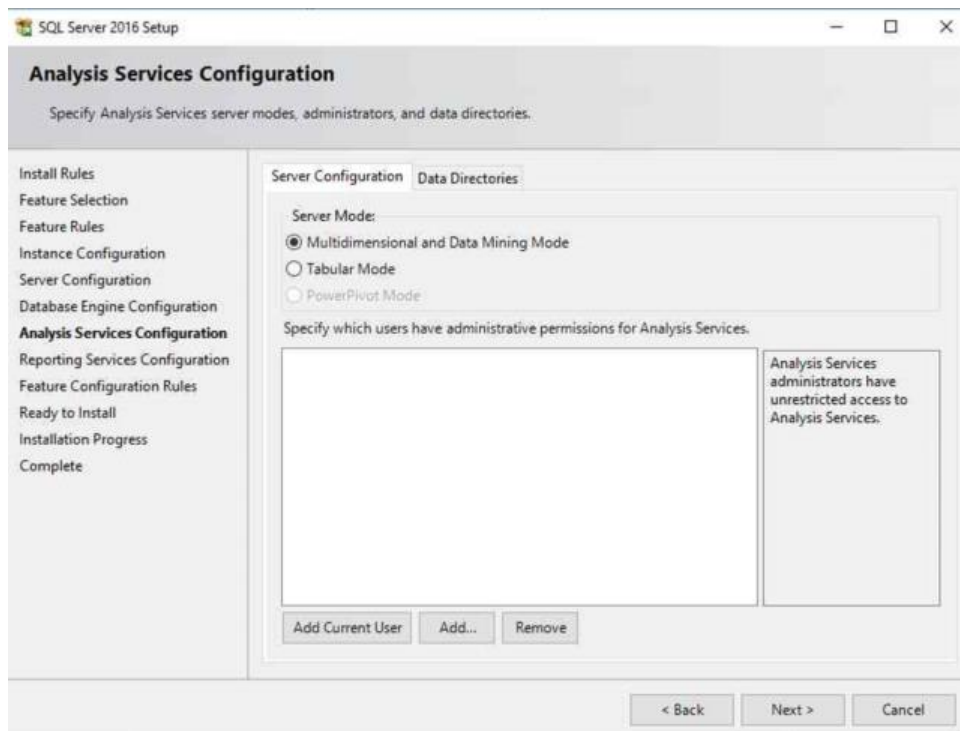 SQL Server 2016 Setup
Analysis Services Configuration
Specify Analysis Services server modes, administrators, and data directories.
Install Rules
Feature Selection
Feature Rules
Instance Configuration
Server Configuration
Database Engine Configuration
Analysis Services Configuration
Reporting Services Configuration
Feature Configuration Rules
Ready to Install
Installation Progress
Complete
Server Configuration
Data Directories
Server Mode:
Multidimensional and Data Mining Mode
Tabular Mode
PowerPivot Mode
Specify which users have administrative permissions for Analysis Services.
Analysis Services
administrators have
unrestricted access to
Analysis Services.
Add Current User
Add...
Remove
< Back
Next >
Cancel